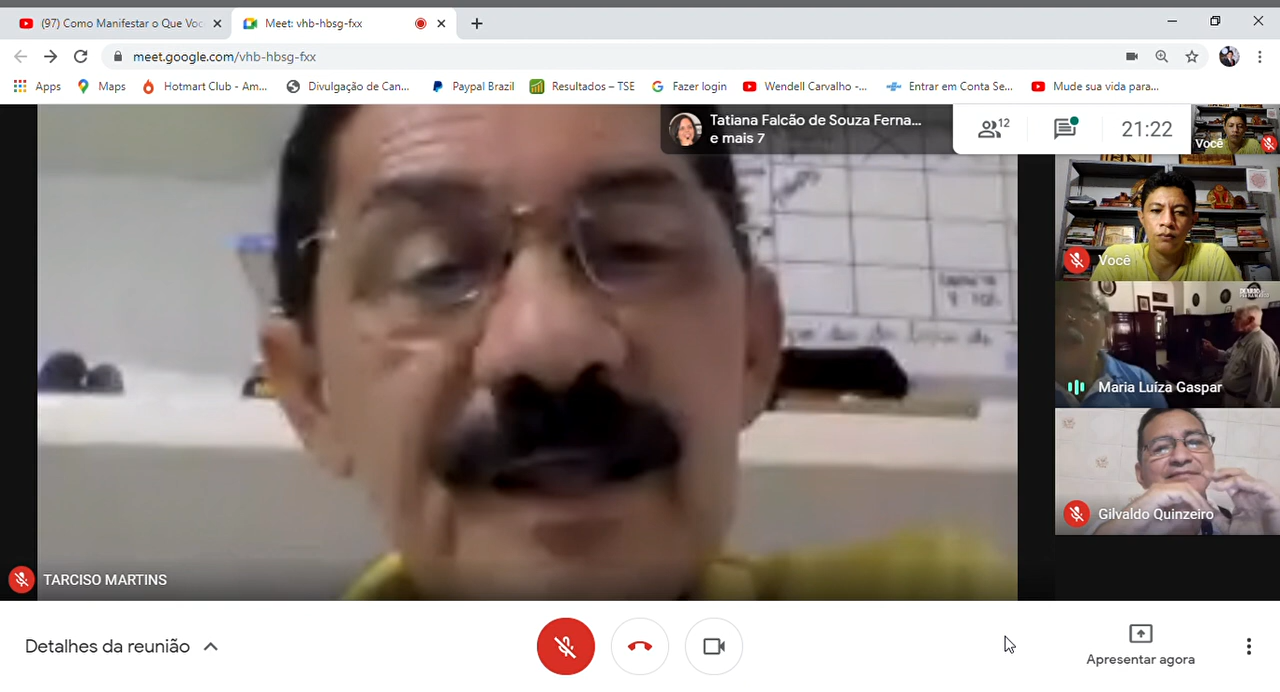 (97) Como Manifestar o Que Voc
Meet: vhb-hbsg-fxx
meet.google.com/vhb-hbsg-fxx
Apps
Maps
Hotmart Club - Am...
Divulgação de Can...
Paypal Brazil
Resultados – TSE
Fazer login
Wendell Carvalho -...
Entrar em Conta Se...
Mude sua vida para...
Tatiana Falcão de Souza Ferna...
e mais 7
12
21:22
Você
Você
Maria Luíza Gaspar
Gilvaldo Quinzeiro
TARCISO MARTINS
Detalhes da reunião
Apresentar agora